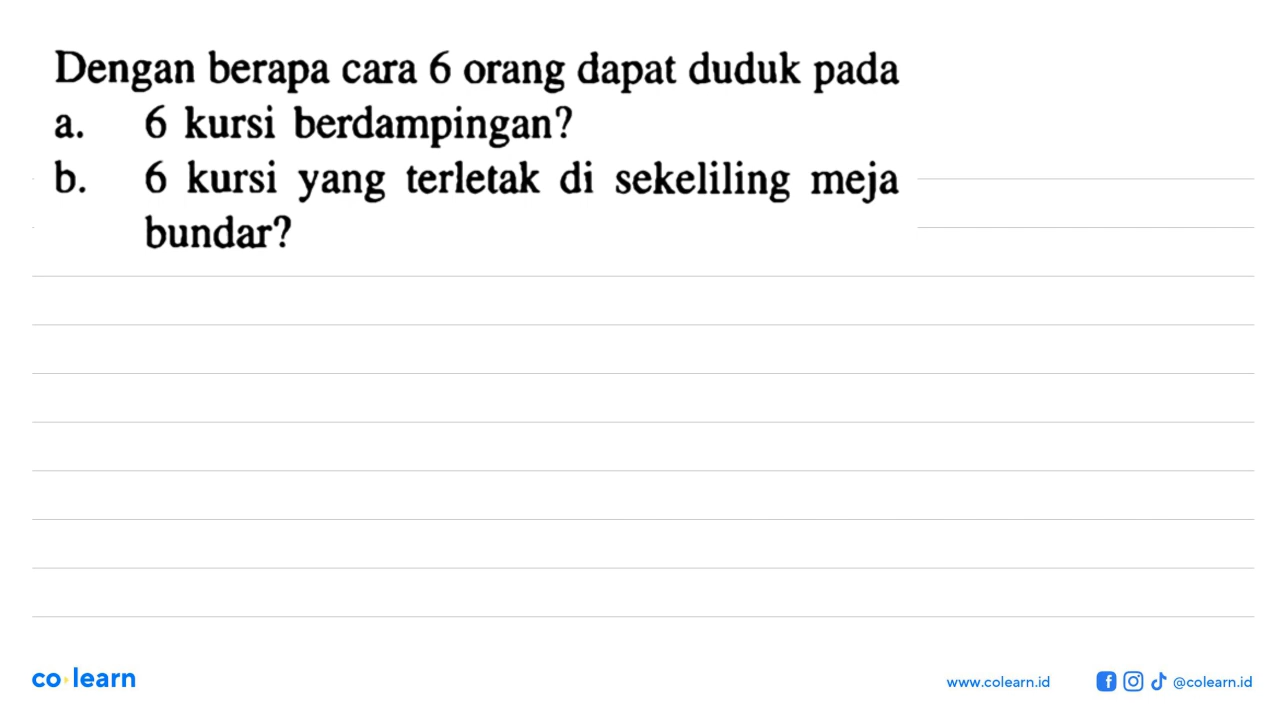 Dengan berapa cara 6 orang dapat duduk pada
a. 6 kursi berdampingan?
b. 6 kursi yang terletak di sekeliling meja
bundar?
co learn
www.colearn.id
@colearn.id